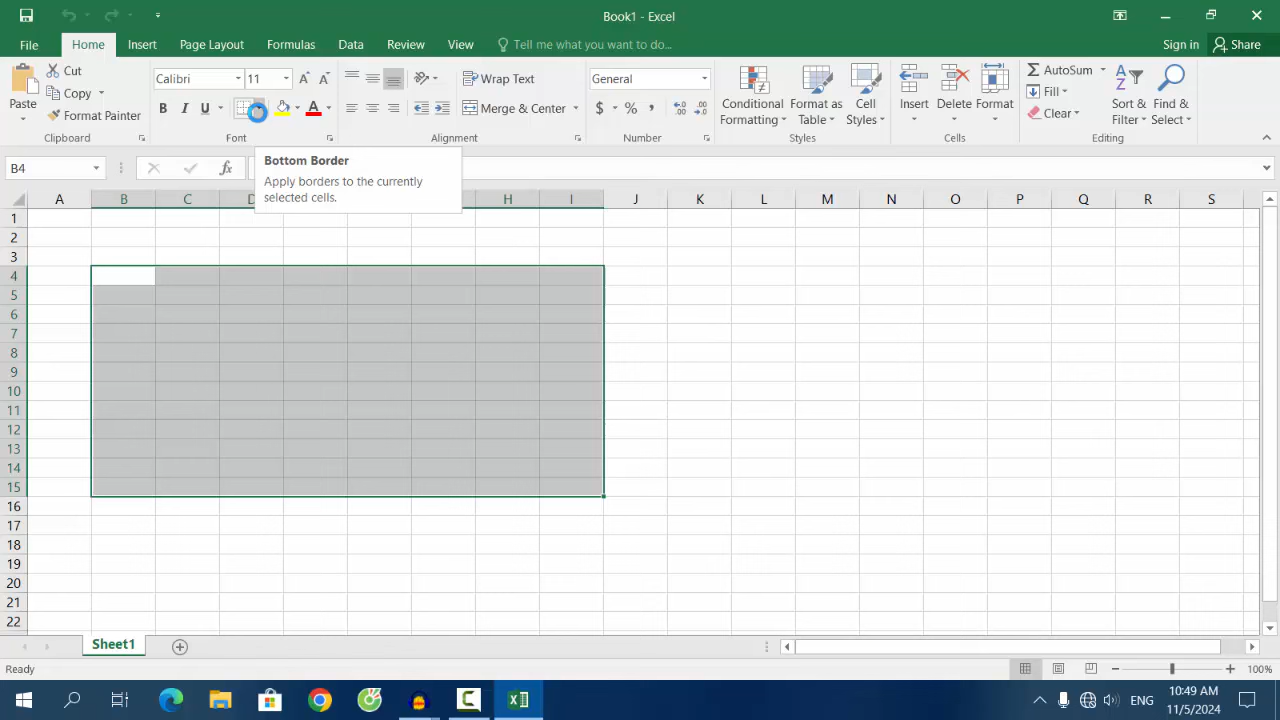 Book1 - Excel
File Home Insert Page Layout Formulas Data Review View Tell me what you want to do... Sign in Share
Paste Cut Copy Format Painter Clipboard
Calibri 11 B I U A Font
Wrap Text Merge & Center Alignment
General $ % , Number
Conditional Formatting Format as Table Cell Styles Styles
Insert Delete Format Cells
AutoSum Fill Clear Sort & Filter Find & Select Editing
B4 fx
Bottom Border
Apply borders to the currently
selected cells.
A B C D H I J K L M N O P Q R S
1
2
3
4
5
6
7
8
9
10
11
12
13
14
15
16
17
18
19
20
21
22
Sheet1
Ready 100%
ENG 10:49 AM
11/5/2024